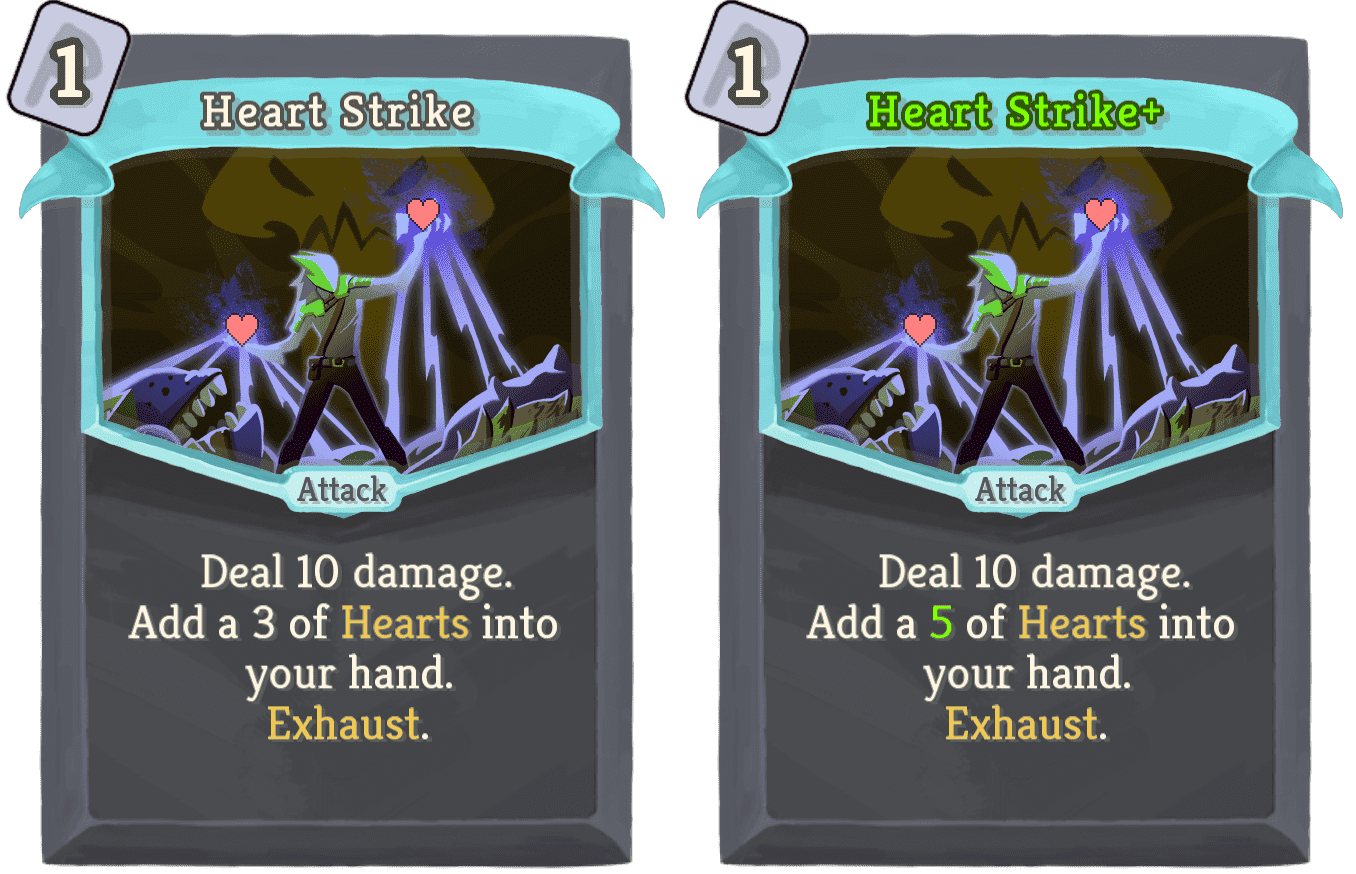 1
Heart Strike
Attack
Deal 10 damage.
Add a 3 of Hearts into
your hand.
Exhaust.
1
Heart Strike+
Attack
Deal 10 damage.
Add a 5 of Hearts into
your hand.
Exhaust.